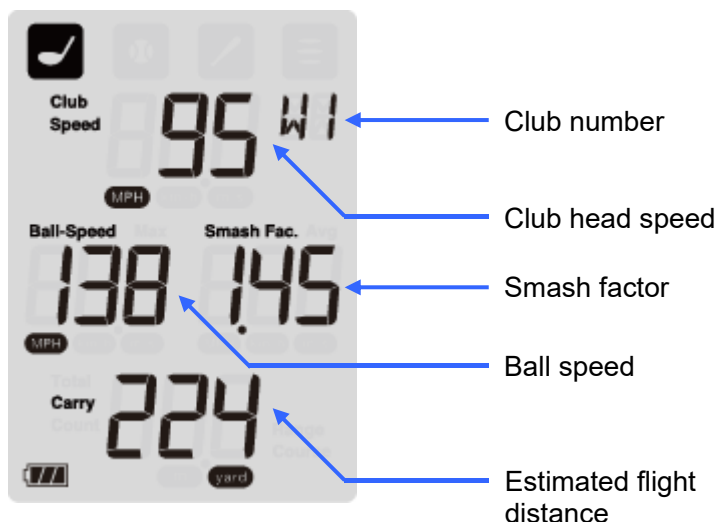 Club
Speed
95
W1
MPH
Club number
Club head speed
Ball-Speed
Max
Smash Fac.
Avg
138
1.45
MPH
Smash factor
Ball speed
Total
Carry
Count
224
yard
Estimated flight
distance